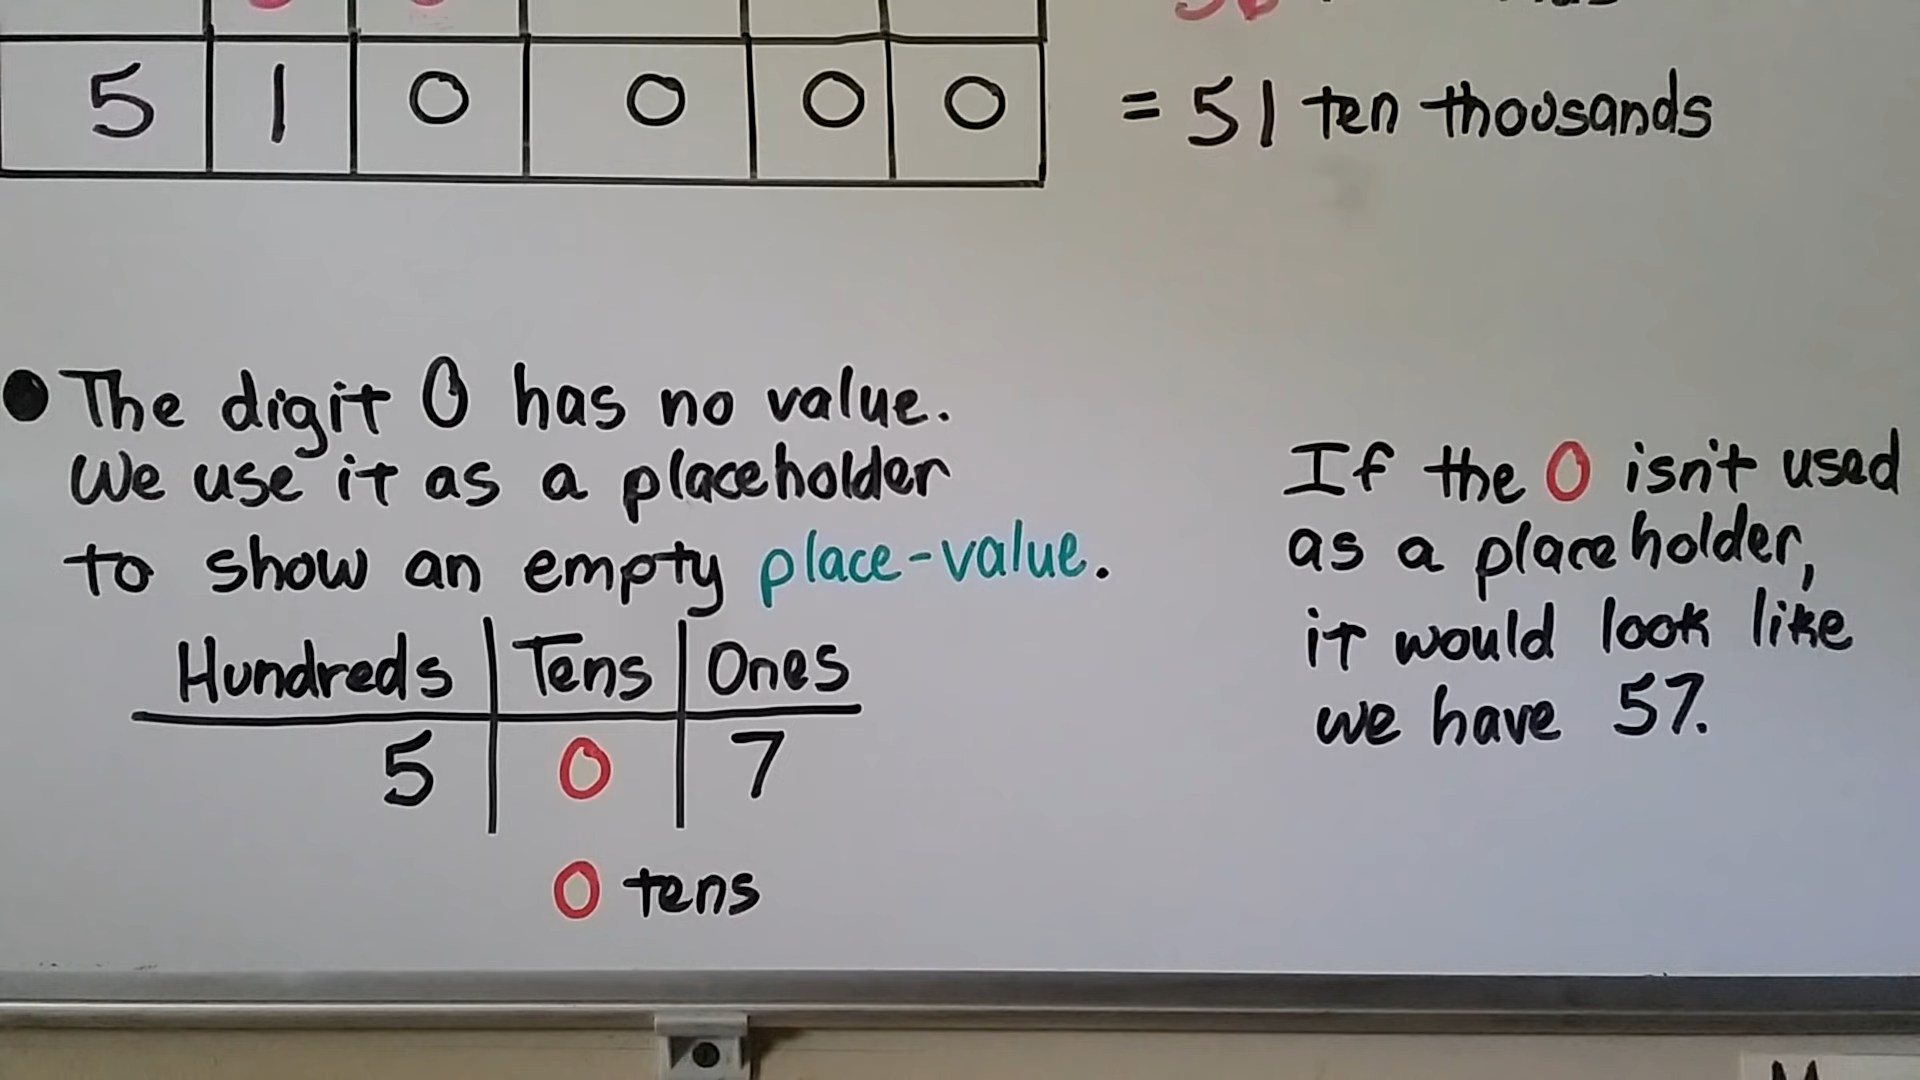 5 1 0 0 0 0 = 51 ten thousands
The digit 0 has no value.
We use it as a placeholder
to show an empty place-value.
Hundreds Tens Ones
5 0 7
0 tens
If the 0 isn't used
as a placeholder,
it would look like
we have 57.